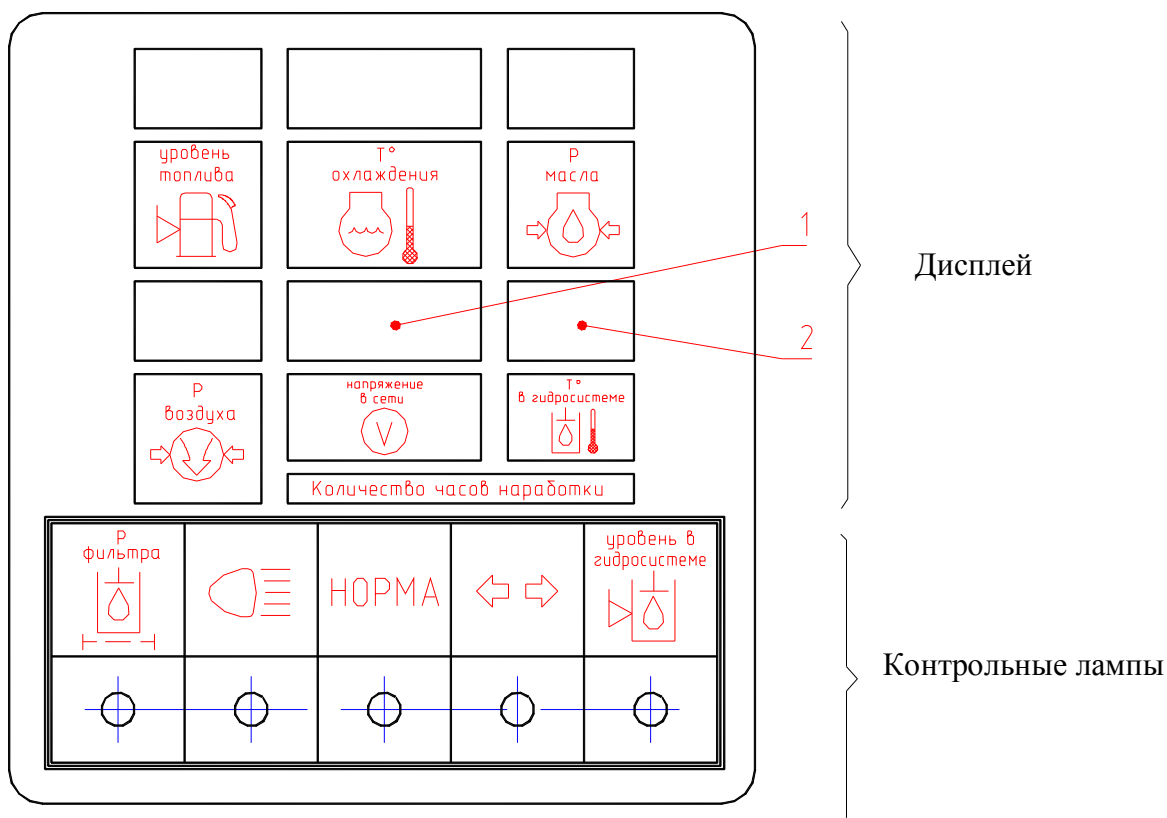 уровень
топлива
T°
охлаждения
P
масла
1
Дисплей
2
P
воздуха
напряжение
в сети
V
T°
в гидросистеме
Количество часов наработки
P
фильтра
НОРМА
уровень в
гидросистеме
Контрольные лампы